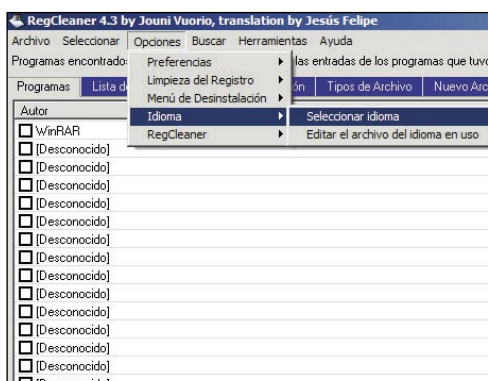 RegCleaner 4.3 by Jouni Vuorio, translation by Jesús Felipe
Archivo Seleccionar Opciones Buscar Herramientas Ayuda
Programas encontrado las entradas de los programas que tuvo
Programas Lista d Tipos de Archivo Nuevo Arc
Preferencias
Limpieza del Registro
Menú de Desinstalación
Idioma Seleccionar idioma
RegCleaner Editar el archivo del idioma en uso
Autor
WinRAR
[Desconocido]
[Desconocido]
[Desconocido]
[Desconocido]
[Desconocido]
[Desconocido]
[Desconocido]
[Desconocido]
[Desconocido]
[Desconocido]
[Desconocido]
[Desconocido]
[Desconocido]